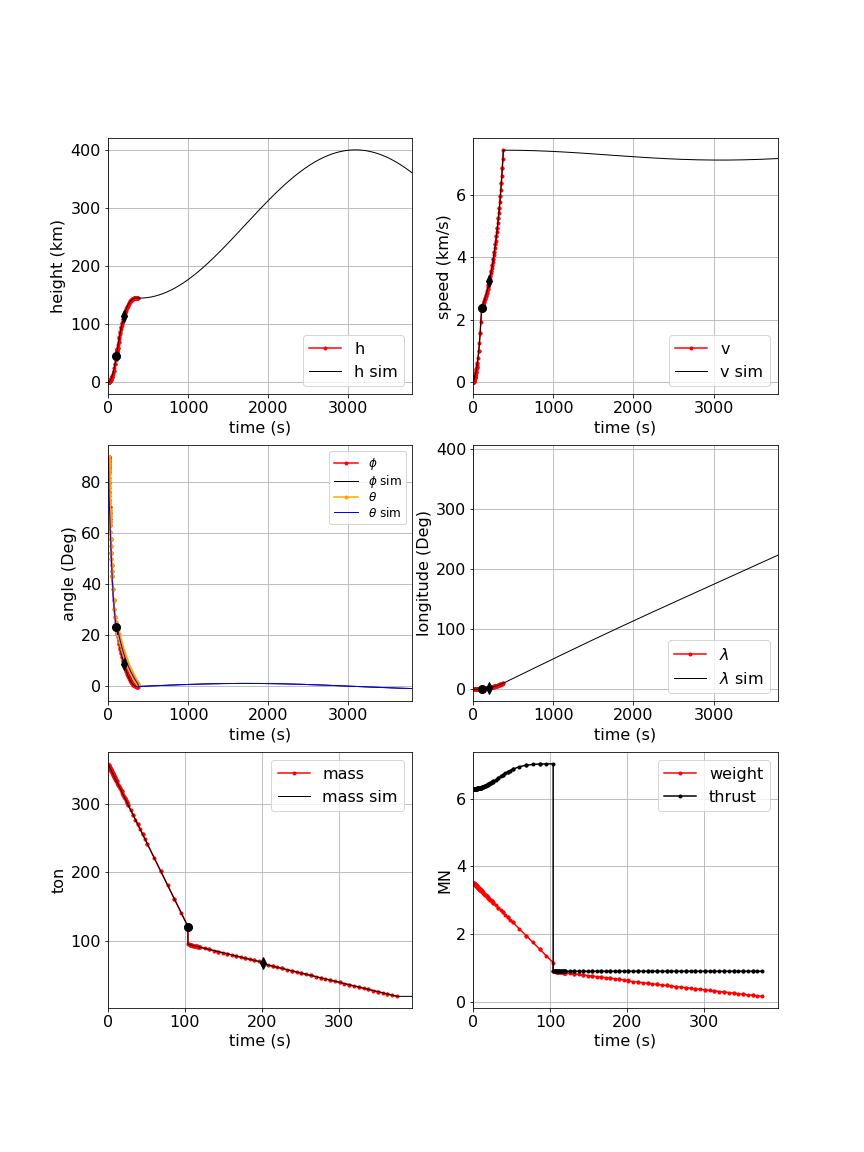 height (km)
400
300
200
100
0
0 1000 2000 3000
time (s)
h
h sim
speed (km/s)
6
4
2
0
0 1000 2000 3000
time (s)
v
v sim
angle (Deg)
80
60
40
20
0
0 1000 2000 3000
time (s)
ϕ
ϕ sim
θ
θ sim
longitude (Deg)
400
300
200
100
0
0 1000 2000 3000
time (s)
λ
λ sim
ton
300
200
100
0 100 200 300
time (s)
mass
mass sim
MN
6
4
2
0
0 100 200 300
time (s)
weight
thrust